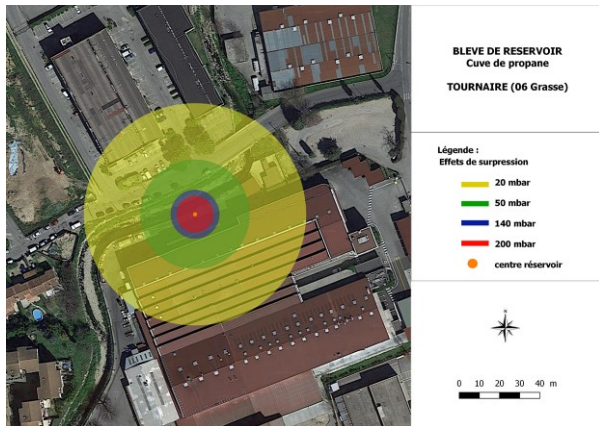 BLEVE DE RESERVOIR
Cuve de propane
TOURNAIRE (06 Grasse)
Légende :
Effets de surpression
20 mbar
50 mbar
140 mbar
200 mbar
centre réservoir
0 10 20 30 40 m